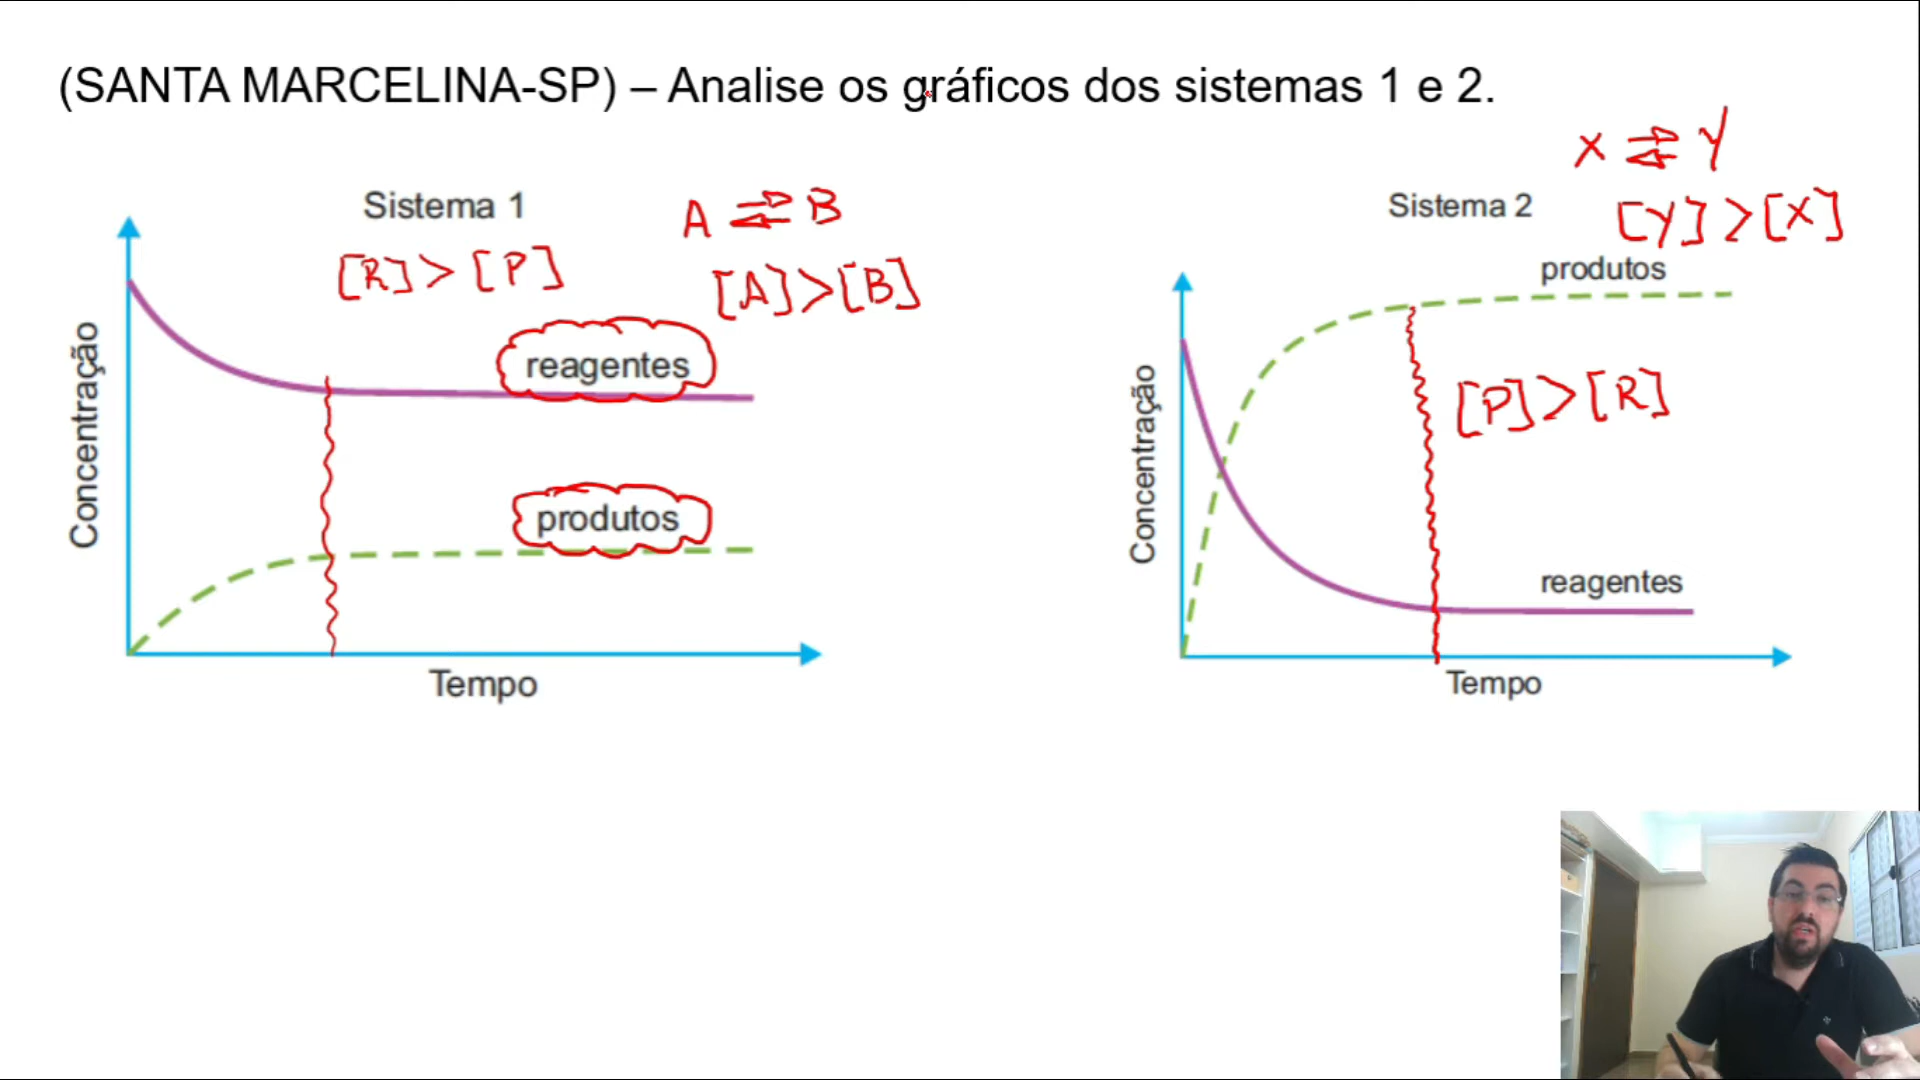 (SANTA MARCELINA-SP) – Analise os gráficos dos sistemas 1 e 2.
Sistema 1
A ⇌ B
[R] > [P]
[A] > [B]
reagentes
produtos
Concentração
Tempo
X ⇌ Y
Sistema 2
[Y] > [X]
produtos
[P] > [R]
reagentes
Concentração
Tempo